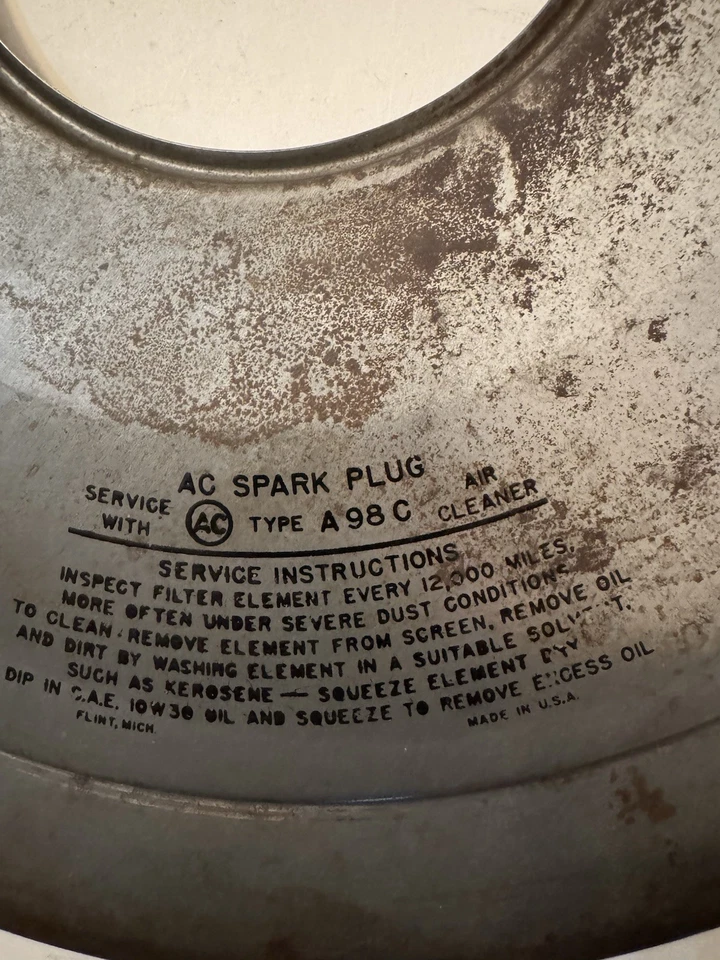 AC SPARK PLUG
SERVICE WITH AC TYPE A98C AIR CLEANER
SERVICE INSTRUCTIONS
INSPECT FILTER ELEMENT EVERY 12,000 MILES,
MORE OFTEN UNDER SEVERE DUST CONDITIONS
TO CLEAN: REMOVE ELEMENT FROM SCREEN, REMOVE OIL
AND DIRT BY WASHING ELEMENT IN A SUITABLE
SUCH AS KEROSENE — SQUEEZE ELEMENT DRY
DIP IN S.A.E. 10W30 OIL AND SQUEEZE TO REMOVE EXCESS OIL
FLINT, MICH. MADE IN U.S.A.